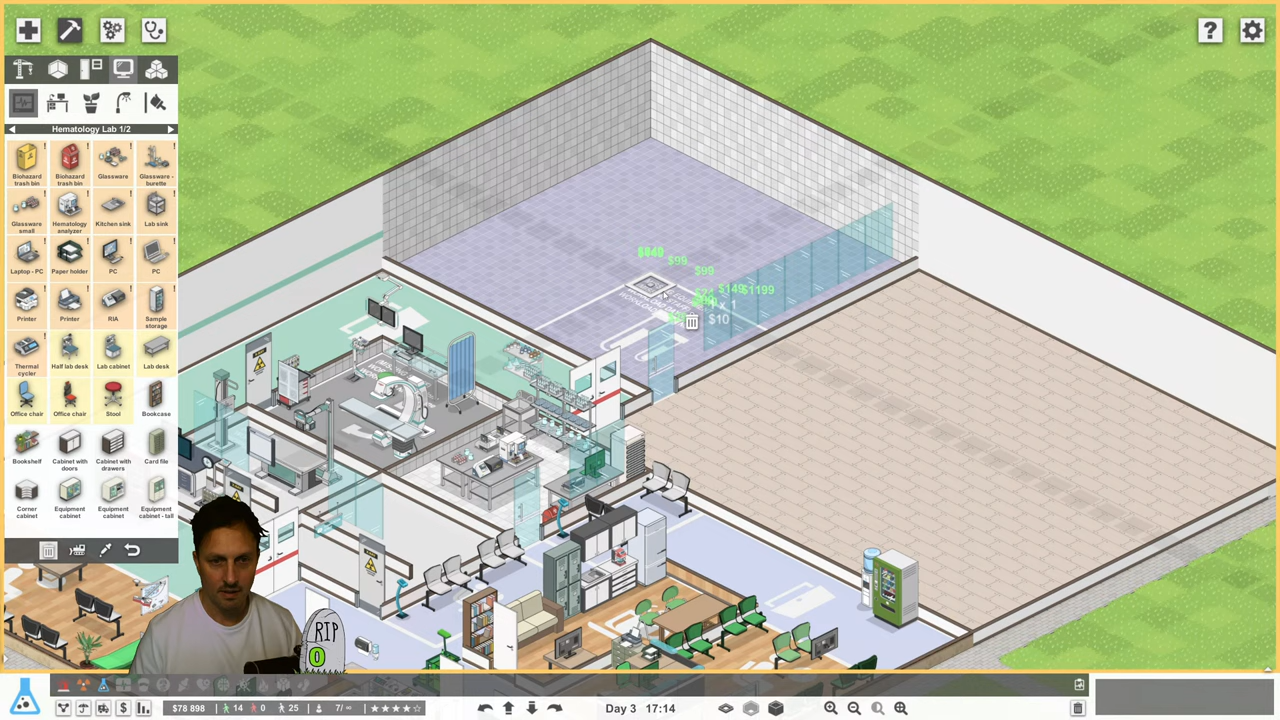 Hematology Lab 1/2
Biohazard trash bin
Biohazard trash bin
Glassware
Glassware - burette
Glassware small
Hematology analyzer
Kitchen sink
Lab sink
Laptop - PC
Paper holder
PC
PC
Printer
Printer
RIA
Sample storage
Thermal cycler
Half lab desk
Lab cabinet
Lab desk
Office chair
Office chair
Stool
Bookcase
Bookshelf
Cabinet with doors
Cabinet with drawers
Card file
Corner cabinet
Equipment cabinet
Equipment cabinet
Equipment cabinet - tall
$840
$99
$99
$149
$1199
$10
RIP
0
$78 898
14
0
25
7/∞
Day 3 17:14